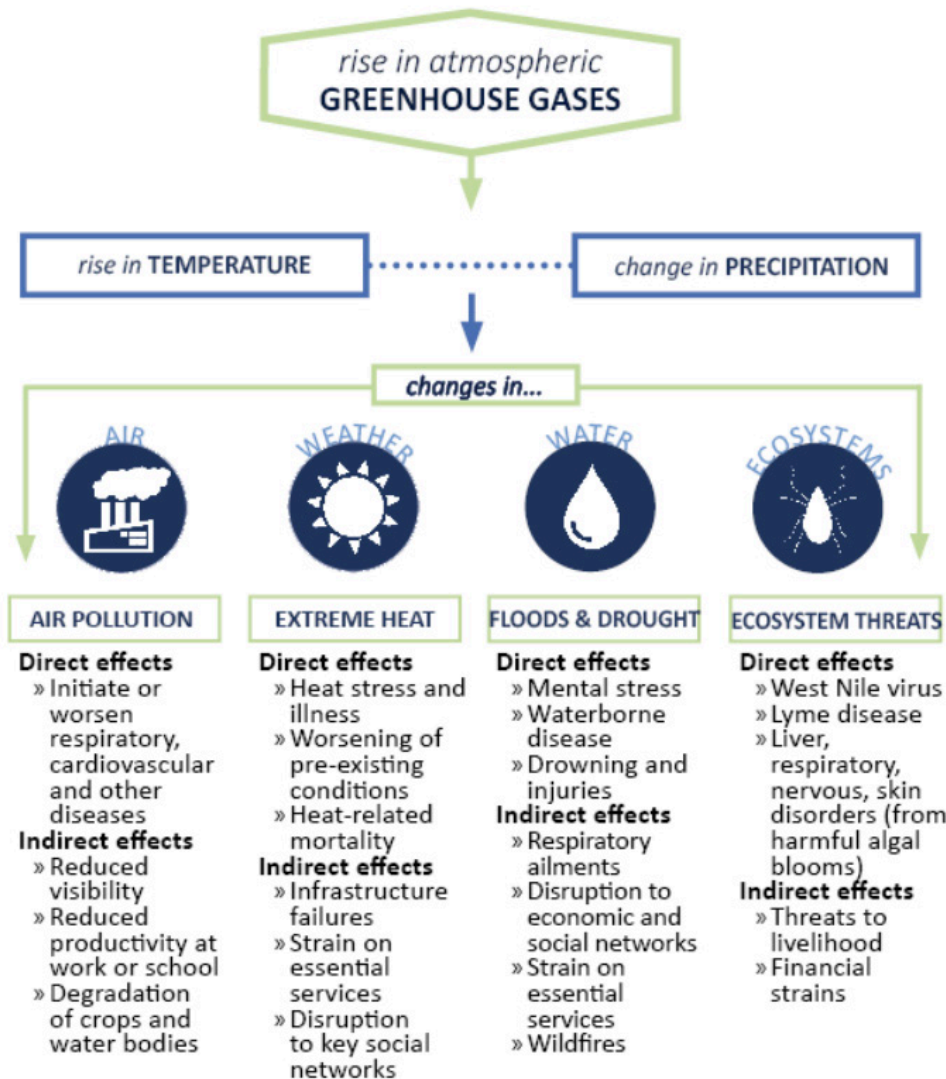 rise in atmospheric
GREENHOUSE GASES
rise in TEMPERATURE
change in PRECIPITATION
changes in...
AIR
WEATHER
WATER
ECOSYSTEMS
AIR POLLUTION
Direct effects
» Initiate or
worsen
respiratory,
cardiovascular
and other
diseases
Indirect effects
» Reduced
visibility
» Reduced
productivity at
work or school
» Degradation
of crops and
water bodies
EXTREME HEAT
Direct effects
» Heat stress and
illness
» Worsening of
pre-existing
conditions
» Heat-related
mortality
Indirect effects
» Infrastructure
failures
» Strain on
essential
services
» Disruption
to key social
networks
FLOODS & DROUGHT
Direct effects
» Mental stress
» Waterborne
disease
» Drowning and
injuries
Indirect effects
» Respiratory
ailments
» Disruption to
economic and
social networks
» Strain on
essential
services
» Wildfires
ECOSYSTEM THREATS
Direct effects
» West Nile virus
» Lyme disease
» Liver,
respiratory,
nervous, skin
disorders (from
harmful algal
blooms)
Indirect effects
» Threats to
livelihood
» Financial
strains